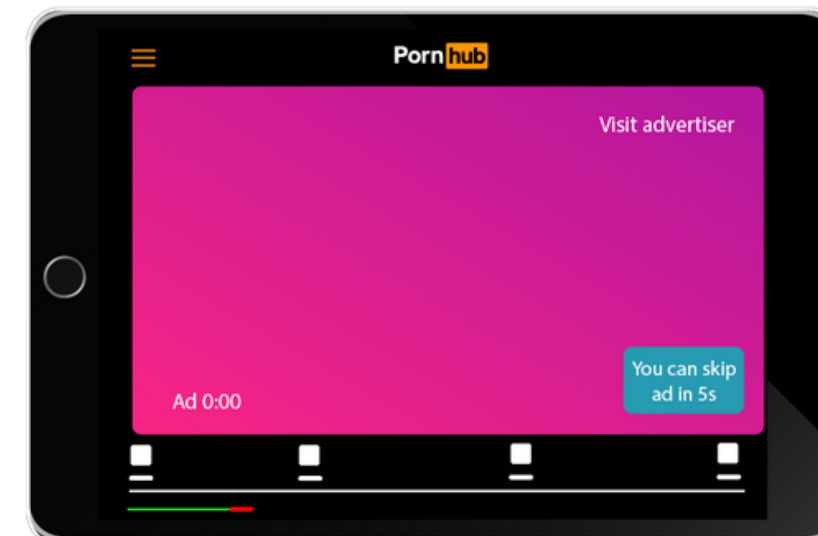 Pornhub
Visit advertiser
Ad 0:00
You can skip
ad in 5s